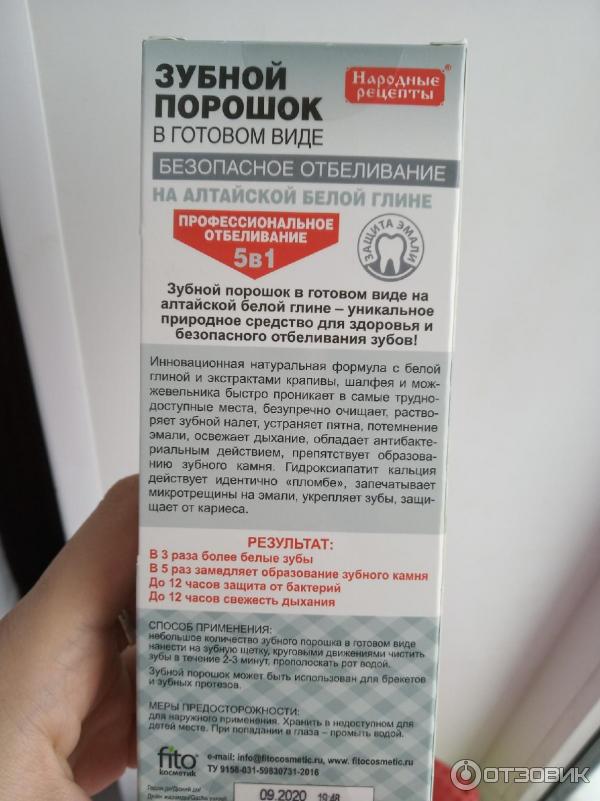 ЗУБНОЙ
ПОРОШОК
В ГОТОВОМ ВИДЕ
Народные
рецепты®
БЕЗОПАСНОЕ ОТБЕЛИВАНИЕ
НА АЛТАЙСКОЙ БЕЛОЙ ГЛИНЕ
ПРОФЕССИОНАЛЬНОЕ
ОТБЕЛИВАНИЕ
5в1
ЗАЩИТА ЭМАЛИ
Зубной порошок в готовом виде на
алтайской белой глине – уникальное
природное средство для здоровья и
безопасного отбеливания зубов!
Инновационная натуральная формула с белой
глиной и экстрактами крапивы, шалфея и мож-
жевельника быстро проникает в самые трудно-
доступные места, безупречно очищает, раство-
ряет зубной налет, устраняет пятна, потемнение
эмали, освежает дыхание, обладает антибакте-
риальным действием, препятствует образова-
нию зубного камня. Гидроксиапатит кальция
действует идентично «пломбе», запечатывает
микротрещины на эмали, укрепляет зубы, защи-
щает от кариеса.
РЕЗУЛЬТАТ:
В 3 раза более белые зубы
В 5 раз замедляет образование зубного камня
До 12 часов защита от бактерий
До 12 часов свежесть дыхания
СПОСОБ ПРИМЕНЕНИЯ:
небольшое количество зубного порошка в готовом виде
нанести на зубную щетку, круговыми движениями чистить
зубы в течение 2-3 минут, прополоскать рот водой.
Зубной порошок может быть использован для брекетов
и зубных протезов.
МЕРЫ ПРЕДОСТОРОЖНОСТИ:
для наружного применения. Хранить в недоступном для
детей месте. При попадании в глаза – промыть водой.
fito
косметик
e-mail: info@fitocosmetic.ru, www.fitocosmetic.ru
ТУ 9158-031-59830731-2016
09.2020 19:48
ОТЗОВИК